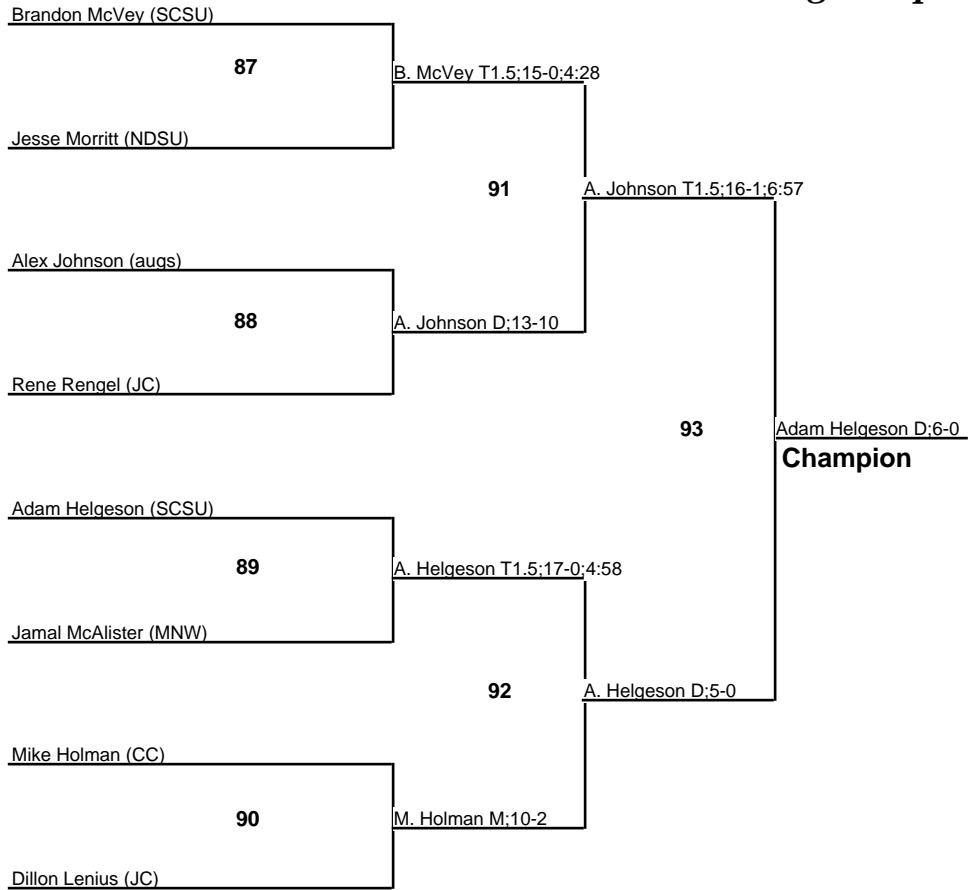 Brandon McVey (SCSU)
87
B. McVey T1.5;15-0;4:28
Jesse Morritt (NDSU)
91
A. Johnson T1.5;16-1;6:57
Alex Johnson (augs)
88
A. Johnson D;13-10
Rene Rengel (JC)
93
Adam Helgeson D;6-0
Champion
Adam Helgeson (SCSU)
89
A. Helgeson T1.5;17-0;4:58
Jamal McAlister (MNW)
92
A. Helgeson D;5-0
Mike Holman (CC)
90
M. Holman M;10-2
Dillon Lenius (JC)